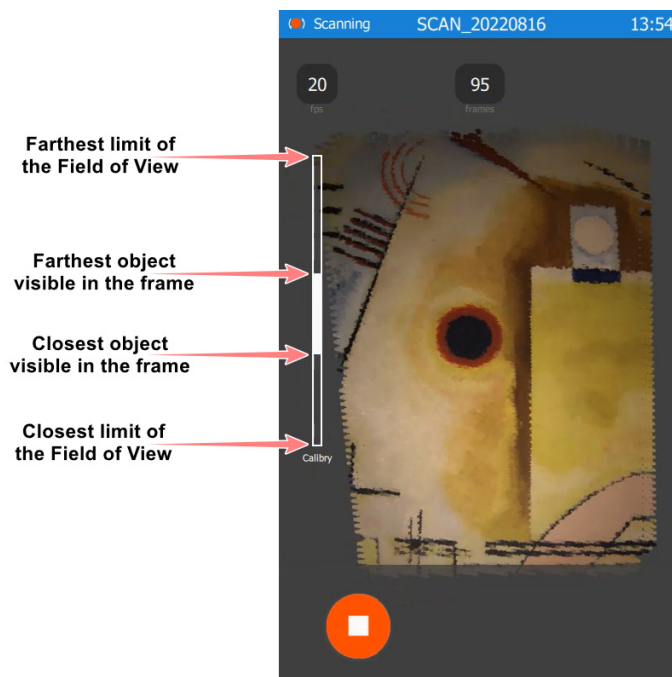 Scanning SCAN_20220816 13:54
20
fps
95
frames
Farthest limit of
the Field of View
Farthest object
visible in the frame
Closest object
visible in the frame
Closest limit of
the Field of View
Calibry